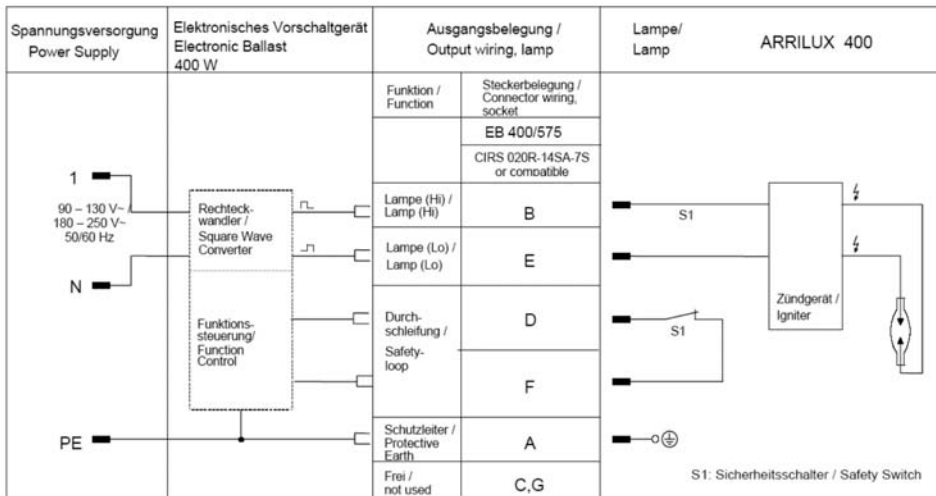 Spannungsversorgung
Power Supply
Elektronisches Vorschaltgerät
Electronic Ballast
400 W
Ausgangsbelegung /
Output wiring, lamp
Lampe/
Lamp
ARRILUX 400
Funktion /
Function
Steckerbelegung /
Connector wiring,
socket
EB 400/575
CIRS 020R-14SA-7S
or compatible
1
90 – 130 V~ /
180 – 250 V~
50/60 Hz
N
PE
Rechteck-
wandler /
Square Wave
Converter
Funktions-
steuerung/
Function
Control
Lampe (Hi) /
Lamp (Hi)
B
Lampe (Lo) /
Lamp (Lo)
E
Durch-
schleifung /
Safety-
loop
D
F
Schutzleiter /
Protective
Earth
A
Frei /
not used
C,G
S1
S1
Zündgerät /
Igniter
S1: Sicherheitsschalter / Safety Switch